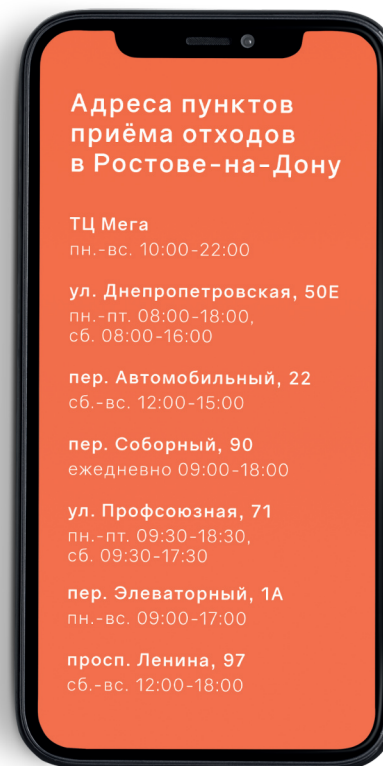 Адреса пунктов
приёма отходов
в Ростове-на-Дону
ТЦ Мега
пн.-вс. 10:00-22:00
ул. Днепропетровская, 50Е
пн.-пт. 08:00-18:00,
сб. 08:00-16:00
пер. Автомобильный, 22
сб.-вс. 12:00-15:00
пер. Соборный, 90
ежедневно 09:00-18:00
ул. Профсоюзная, 71
пн.-пт. 09:30-18:30,
сб. 09:30-17:30
пер. Элеваторный, 1А
пн.-вс. 09:00-17:00
просп. Ленина, 97
сб.-вс. 12:00-18:00